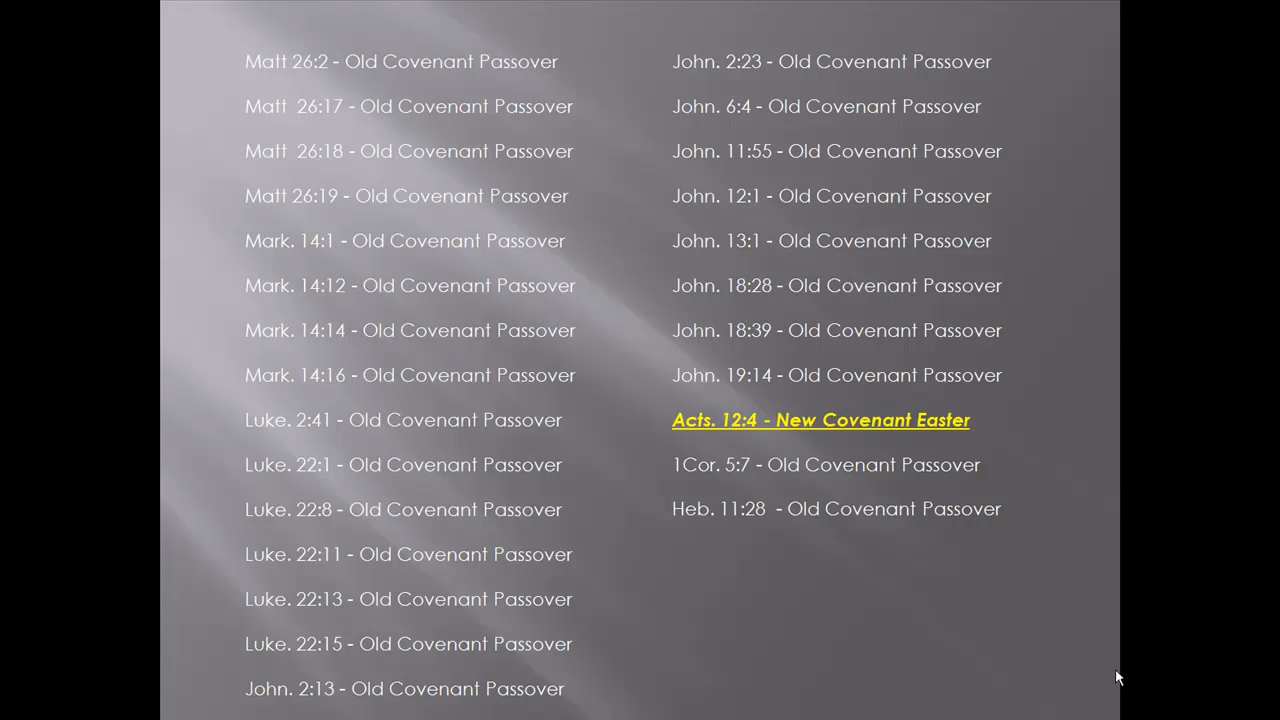 Matt 26:2 - Old Covenant Passover
Matt  26:17 - Old Covenant Passover
Matt  26:18 - Old Covenant Passover
Matt 26:19 - Old Covenant Passover
Mark. 14:1 - Old Covenant Passover
Mark. 14:12 - Old Covenant Passover
Mark. 14:14 - Old Covenant Passover
Mark. 14:16 - Old Covenant Passover
Luke. 2:41 - Old Covenant Passover
Luke. 22:1 - Old Covenant Passover
Luke. 22:8 - Old Covenant Passover
Luke. 22:11 - Old Covenant Passover
Luke. 22:13 - Old Covenant Passover
Luke. 22:15 - Old Covenant Passover
John. 2:13 - Old Covenant Passover
John. 2:23 - Old Covenant Passover
John. 6:4 - Old Covenant Passover
John. 11:55 - Old Covenant Passover
John. 12:1 - Old Covenant Passover
John. 13:1 - Old Covenant Passover
John. 18:28 - Old Covenant Passover
John. 18:39 - Old Covenant Passover
John. 19:14 - Old Covenant Passover
Acts. 12:4 - New Covenant Easter
1Cor. 5:7 - Old Covenant Passover
Heb. 11:28  - Old Covenant Passover